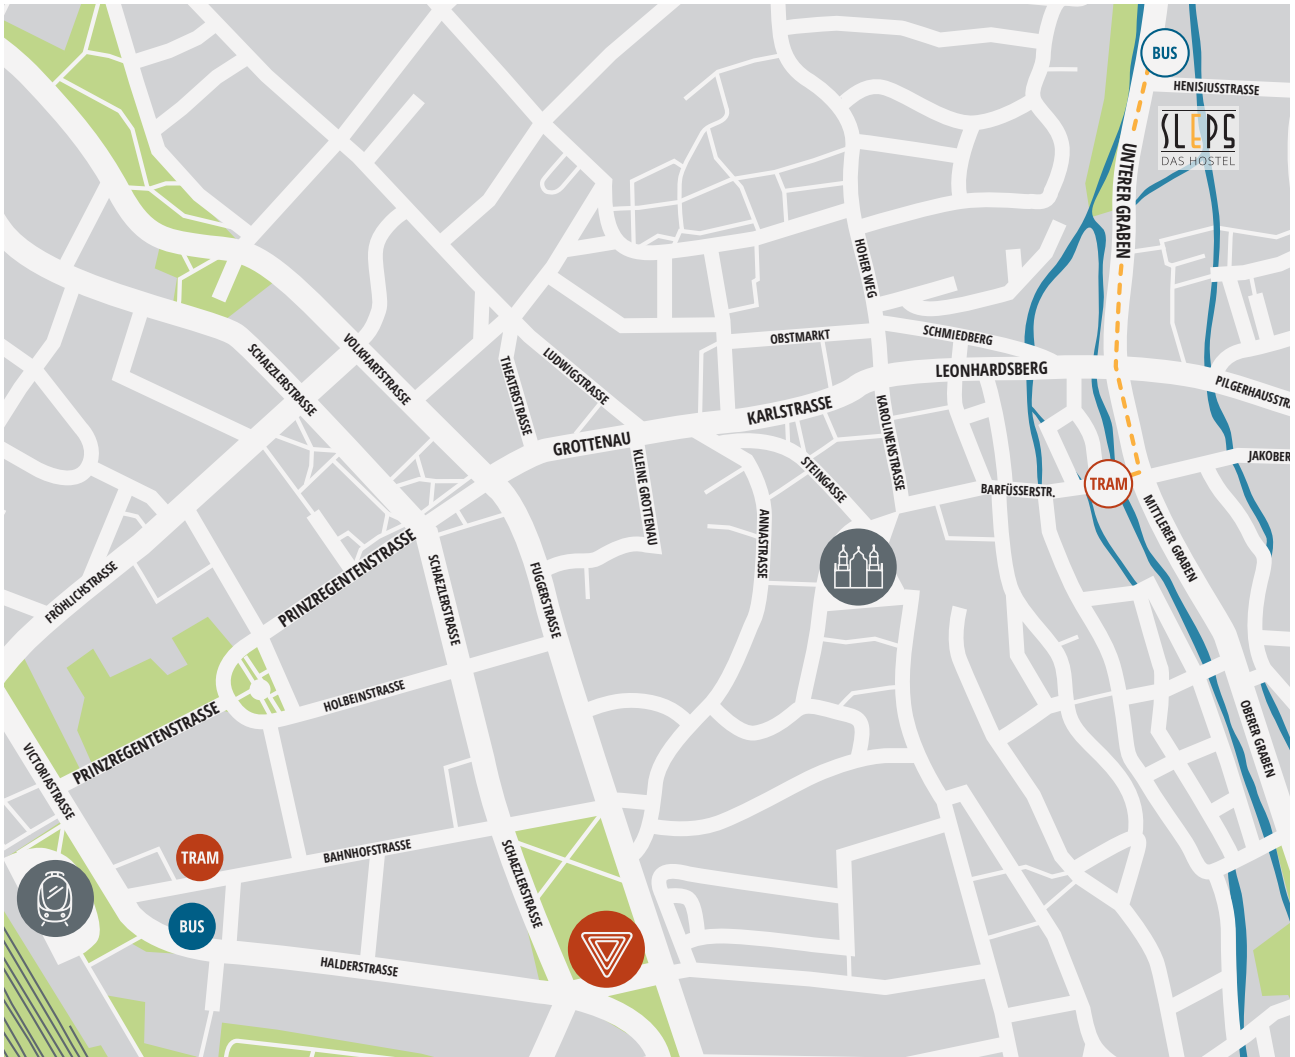 BUS
HENISIUSSTRASSE
SLEPS
DAS HOSTEL
UNTERER GRABEN
HOHER WEG
OBSTMARKT
SCHMIEDBERG
LEONHARDSBERG
PILGERHAUSSTRA
VOLKHARTSTRASSE
SCHAEZLERSTRASSE
THEATERSTRASSE
LUDWIGSTRASSE
KARLSTRASSE
KAROLINENSTRASSE
GROTTENAU
KLEINE GROTTENAU
STEINGASSE
BARFÜSSERSTR.
TRAM
JAKOBER
MITTLERER GRABEN
ANNASTRASSE
PRINZREGENTENSTRASSE
SCHAEZLERSTRASSE
FUGGERSTRASSE
FRÖHLICHSTRASSE
HOLBEINSTRASSE
PRINZREGENTENSTRASSE
VICTORIASTRASSE
OBERER GRABEN
TRAM
BAHNHOFSTRASSE
SCHAEZLERSTRASSE
BUS
HALDERSTRASSE